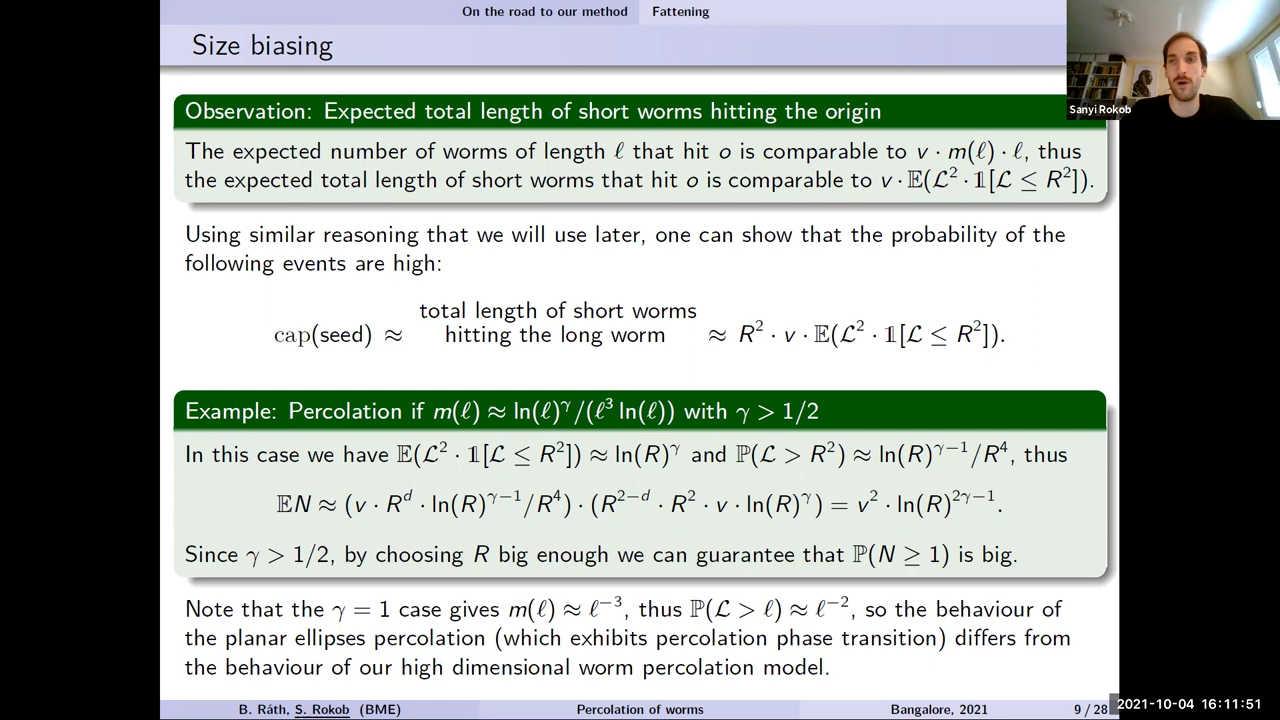 On the road to our method Fattening
Size biasing
Sanyi Rokob
Observation: Expected total length of short worms hitting the origin
The expected number of worms of length ℓ that hit o is comparable to v · m(ℓ) · ℓ, thus
the expected total length of short worms that hit o is comparable to v · 𝔼(ℒ² · 𝟙[ℒ ≤ R²]).
Using similar reasoning that we will use later, one can show that the probability of the
following events are high:
total length of short worms
cap(seed) ≈ hitting the long worm ≈ R² · v · 𝔼(ℒ² · 𝟙[ℒ ≤ R²]).
Example: Percolation if m(ℓ) ≈ ln(ℓ)^γ/(ℓ³ ln(ℓ)) with γ > 1/2
In this case we have 𝔼(ℒ² · 𝟙[ℒ ≤ R²]) ≈ ln(R)^γ and ℙ(ℒ > R²) ≈ ln(R)^{γ−1}/R⁴, thus
𝔼N ≈ (v · R^d · ln(R)^{γ−1}/R⁴) · (R^{2−d} · R² · v · ln(R)^γ) = v² · ln(R)^{2γ−1}.
Since γ > 1/2, by choosing R big enough we can guarantee that ℙ(N ≥ 1) is big.
Note that the γ = 1 case gives m(ℓ) ≈ ℓ⁻³, thus ℙ(ℒ > ℓ) ≈ ℓ⁻², so the behaviour of
the planar ellipses percolation (which exhibits percolation phase transition) differs from
the behaviour of our high dimensional worm percolation model.
B. Ráth, S. Rokob (BME) Percolation of worms Bangalore, 2021 9 / 28
2021-10-04 16:11:51